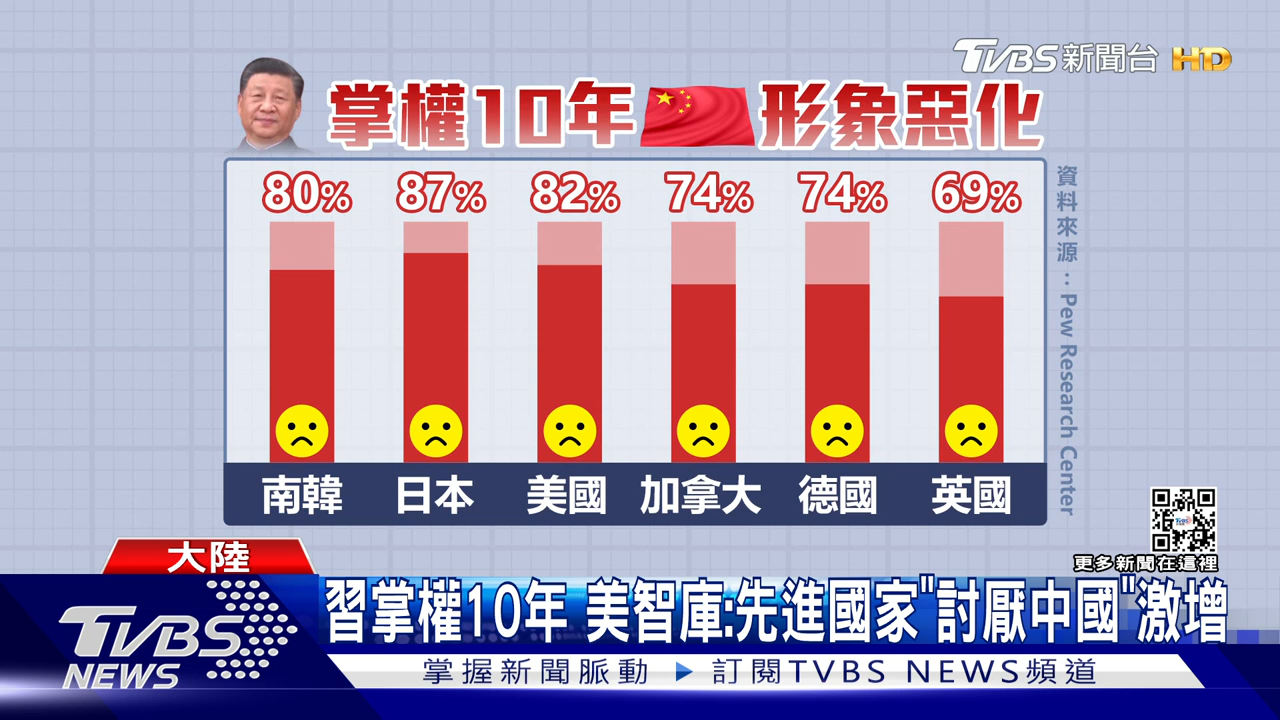 TVBS新聞台 HD
掌權10年 形象惡化
80% 87% 82% 74% 74% 69%
南韓 日本 美國 加拿大 德國 英國
資料來源：Pew Research Center
更多新聞在這裡
大陸
習掌權10年 美智庫:先進國家"討厭中國"激增
TVBS NEWS
掌握新聞脈動 ▶ 訂閱TVBS NEWS頻道